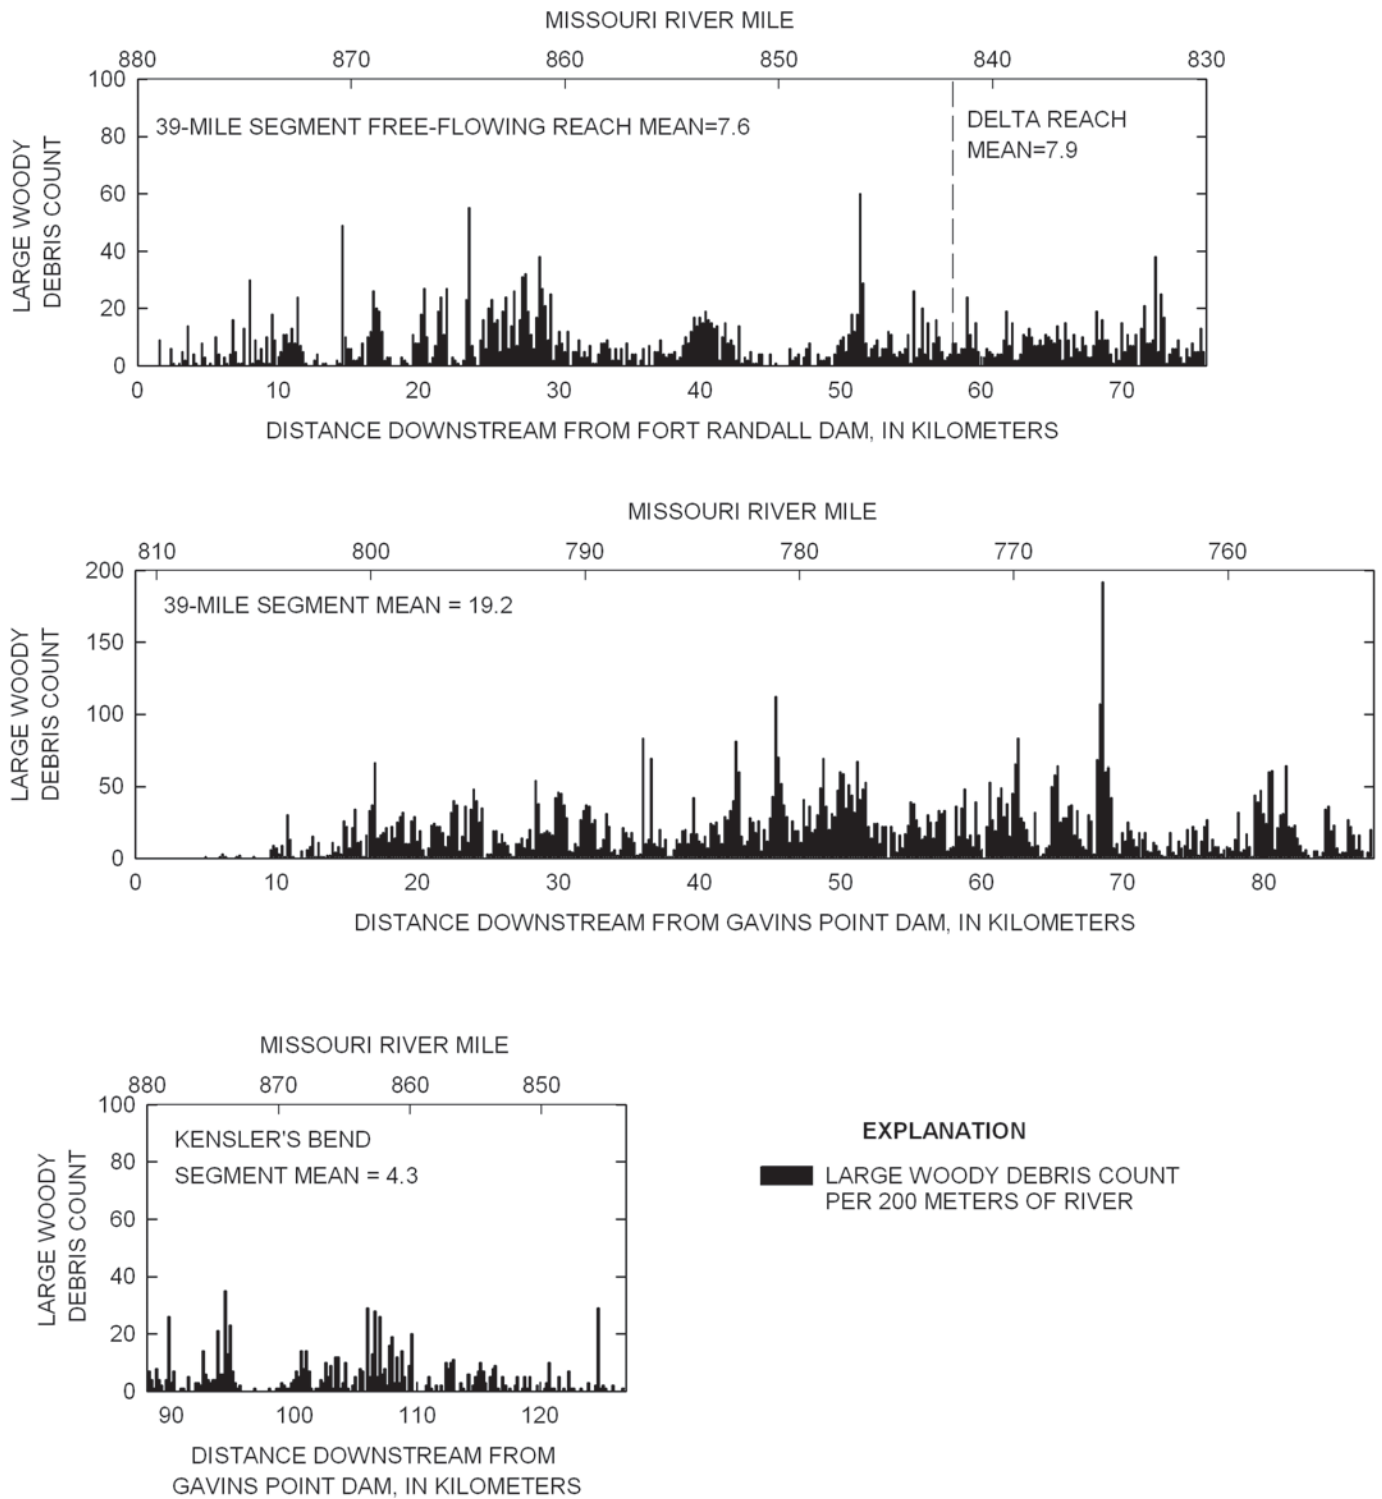 MISSOURI RIVER MILE
880 870 860 850 840 830
100
80
60
40
20
0
LARGE WOODY
DEBRIS COUNT
39-MILE SEGMENT FREE-FLOWING REACH MEAN=7.6
DELTA REACH
MEAN=7.9
0 10 20 30 40 50 60 70
DISTANCE DOWNSTREAM FROM FORT RANDALL DAM, IN KILOMETERS
MISSOURI RIVER MILE
810 800 790 780 770 760
200
150
100
50
0
LARGE WOODY
DEBRIS COUNT
39-MILE SEGMENT MEAN = 19.2
0 10 20 30 40 50 60 70 80
DISTANCE DOWNSTREAM FROM GAVINS POINT DAM, IN KILOMETERS
MISSOURI RIVER MILE
880 870 860 850
100
80
60
40
20
0
LARGE WOODY
DEBRIS COUNT
KENSLER'S BEND
SEGMENT MEAN = 4.3
90 100 110 120
DISTANCE DOWNSTREAM FROM
GAVINS POINT DAM, IN KILOMETERS
EXPLANATION
LARGE WOODY DEBRIS COUNT
PER 200 METERS OF RIVER